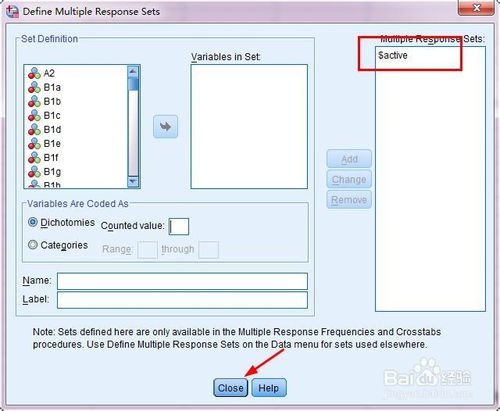 Define Multiple Response Sets
Set Definition
Variables in Set:
Multiple Response Sets:
A2
B1a
B1b
B1c
B1d
B1e
B1f
B1g
B1h
$active
Add
Change
Remove
Variables Are Coded As
Dichotomies Counted value:
Categories Range: through
Name:
Label:
Note: Sets defined here are only available in the Multiple Response Frequencies and Crosstabs
procedures. Use Define Multiple Response Sets on the Data menu for sets used elsewhere.
Close Help
Baidu 经验